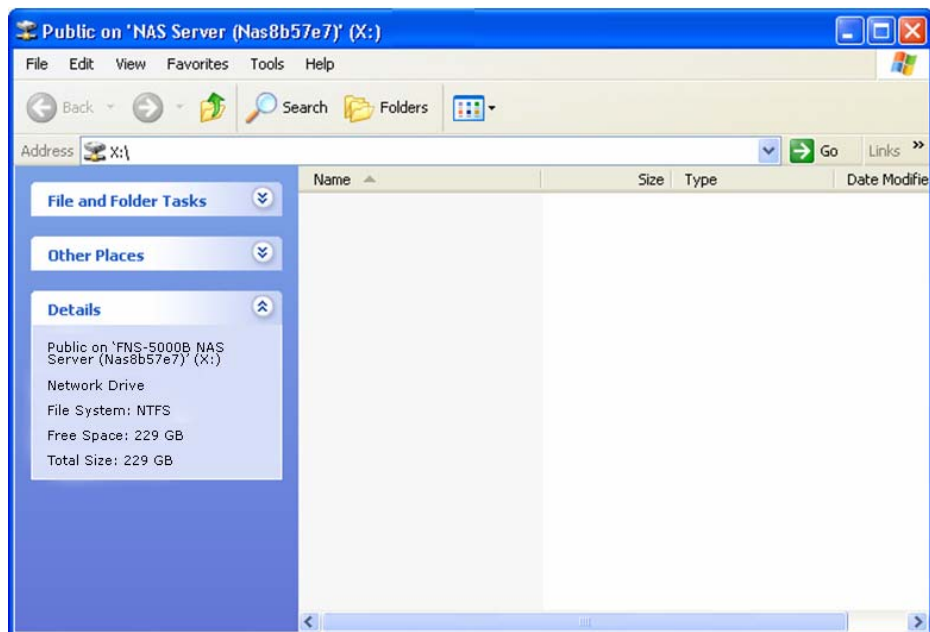 Public on 'NAS Server (Nas8b57e7)' (X:)
File Edit View Favorites Tools Help
Back Search Folders
Address X:\ Go Links »
Name Size Type Date Modifie
File and Folder Tasks
Other Places
Details
Public on 'FNS-5000B NAS
Server (Nas8b57e7)' (X:)
Network Drive
File System: NTFS
Free Space: 229 GB
Total Size: 229 GB